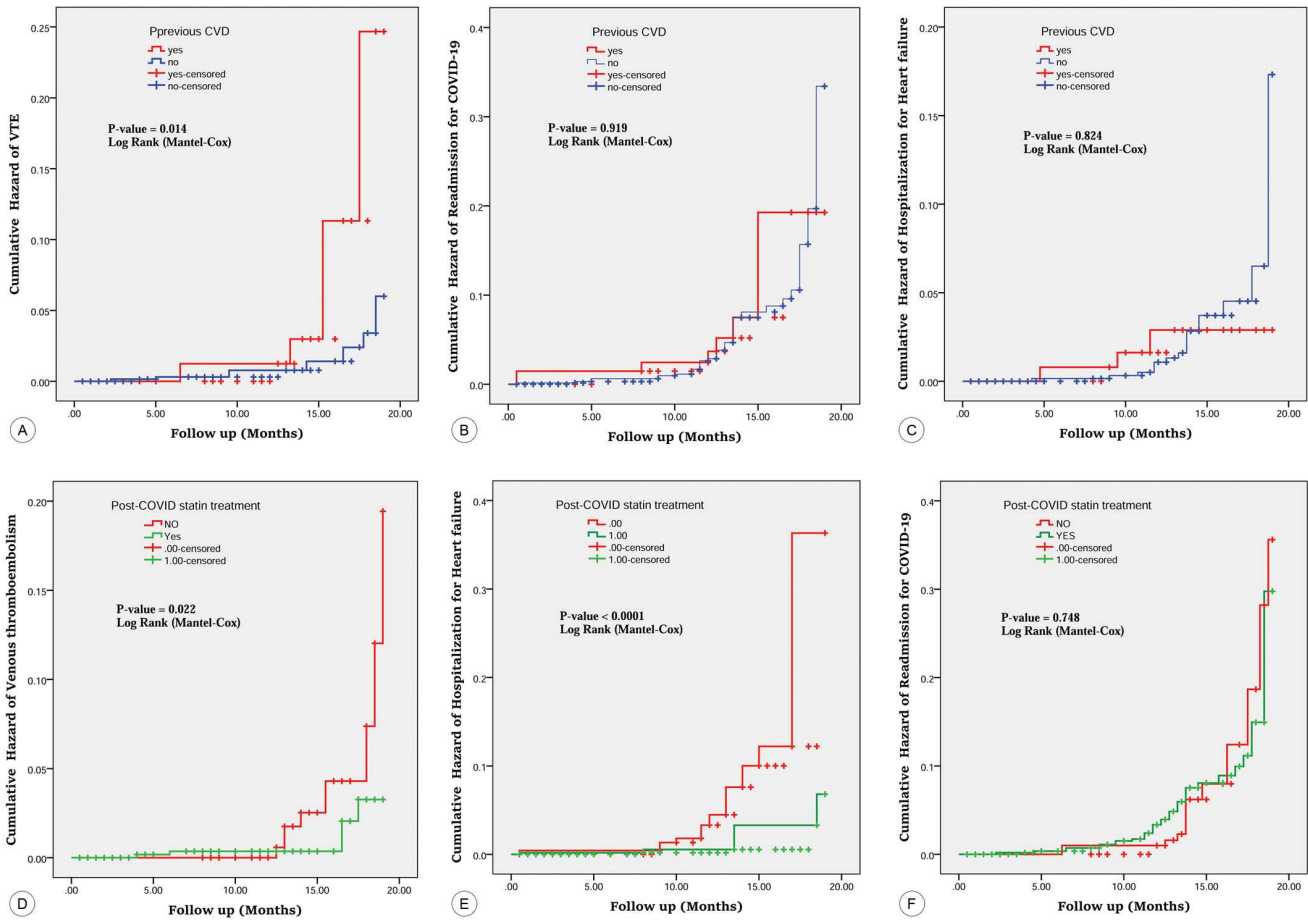 Cumulative Hazard of VTE
0.25
0.20
0.15
0.10
0.05
0.00
Pprevious CVD
yes
no
yes-censored
no-censored
P-value = 0.014
Log Rank (Mantel-Cox)
.00
5.00
10.00
15.00
20.00
Follow up (Months)
A
Cumulative Hazard of Readmission for COVID-19
0.4
0.3
0.2
0.1
0.0
Previous CVD
yes
no
yes-censored
no-censored
P-value = 0.919
Log Rank (Mantel-Cox)
.00
5.00
10.00
15.00
20.00
Follow up (Months)
B
Cumulative Hazard of Hospitalization for Heart failure
0.20
0.15
0.10
0.05
0.00
Previous CVD
yes
no
yes-censored
no-censored
P-value = 0.824
Log Rank (Mantel-Cox)
.00
5.00
10.00
15.00
20.00
Follow up (Months)
C
Cumulative Hazard of Venous thromboembolism
0.20
0.15
0.10
0.05
0.00
Post-COVID statin treatment
NO
Yes
.00-censored
1.00-censored
P-value = 0.022
Log Rank (Mantel-Cox)
.00
5.00
10.00
15.00
20.00
Follow up (Months)
D
Cumulative Hazard of Hospitalization for Heart failure
0.4
0.3
0.2
0.1
0.0
Post-COVID statin treatment
.00
1.00
.00-censored
1.00-censored
P-value < 0.0001
Log Rank (Mantel-Cox)
.00
5.00
10.00
15.00
20.00
Follow up (Months)
E
Cumulative Hazard of Readmission for COVID-19
0.4
0.3
0.2
0.1
0.0
Post-COVID statin treatment
NO
YES
.00-censored
1.00-censored
P-value = 0.748
Log Rank (Mantel-Cox)
.00
5.00
10.00
15.00
20.00
Follow up (Months)
F